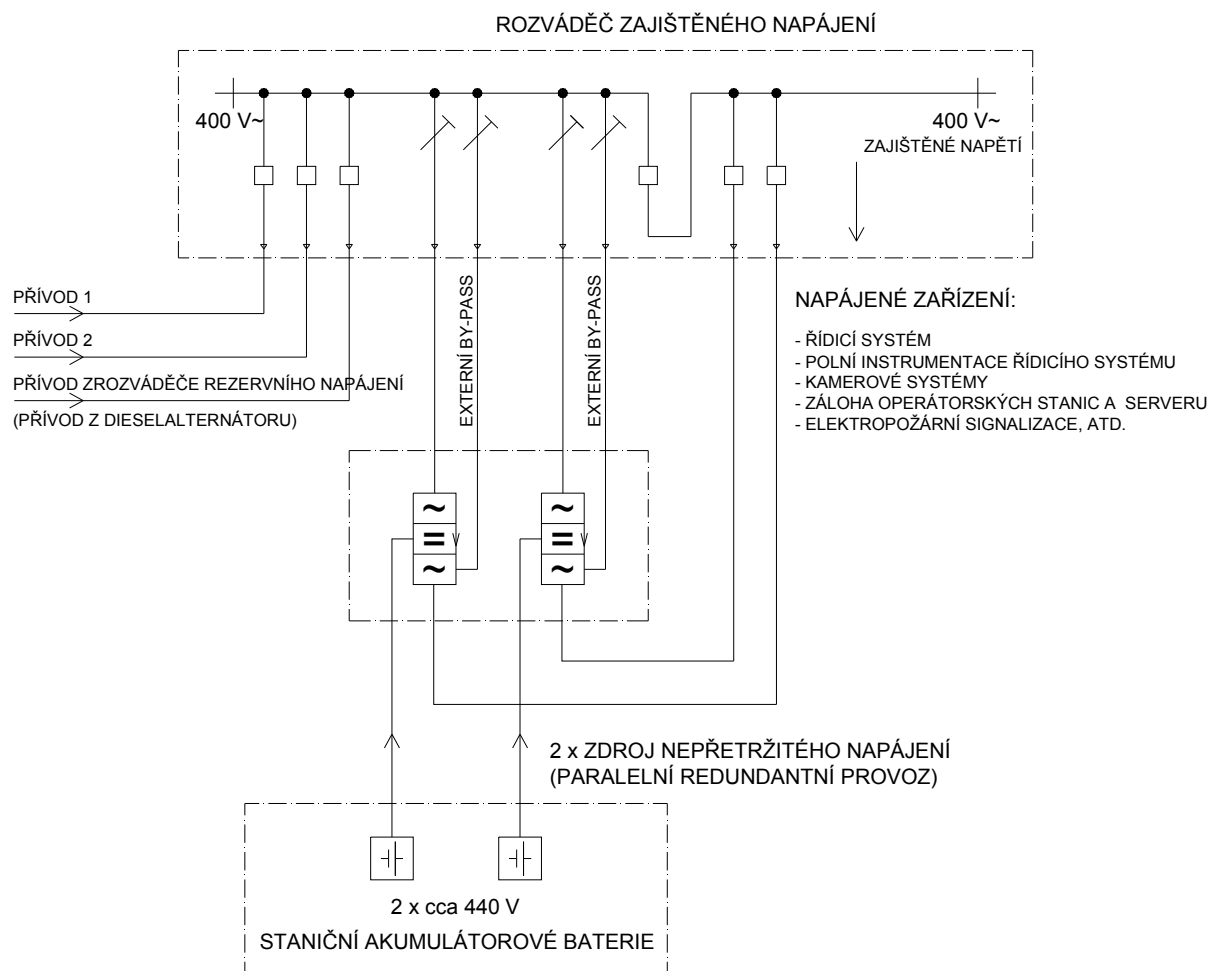 ROZVÁDĚČ ZAJIŠTĚNÉHO NAPÁJENÍ
400 V~
400 V~
ZAJIŠTĚNÉ NAPĚTÍ
PŘÍVOD 1
PŘÍVOD 2
PŘÍVOD ZROZVÁDĚČE REZERVNÍHO NAPÁJENÍ
(PŘÍVOD Z DIESELALTERNÁTORU)
EXTERNÍ BY-PASS
EXTERNÍ BY-PASS
NAPÁJENÉ ZAŘÍZENÍ:
- ŘÍDICÍ SYSTÉM
- POLNÍ INSTRUMENTACE ŘÍDICÍHO SYSTÉMU
- KAMEROVÉ SYSTÉMY
- ZÁLOHA OPERÁTORSKÝCH STANIC A SERVERU
- ELEKTROPOŽÁRNÍ SIGNALIZACE, ATD.
~
=
~
~
=
~
2 x ZDROJ NEPŘETRŽITÉHO NAPÁJENÍ
(PARALELNÍ REDUNDANTNÍ PROVOZ)
2 x cca 440 V
STANIČNÍ AKUMULÁTOROVÉ BATERIE